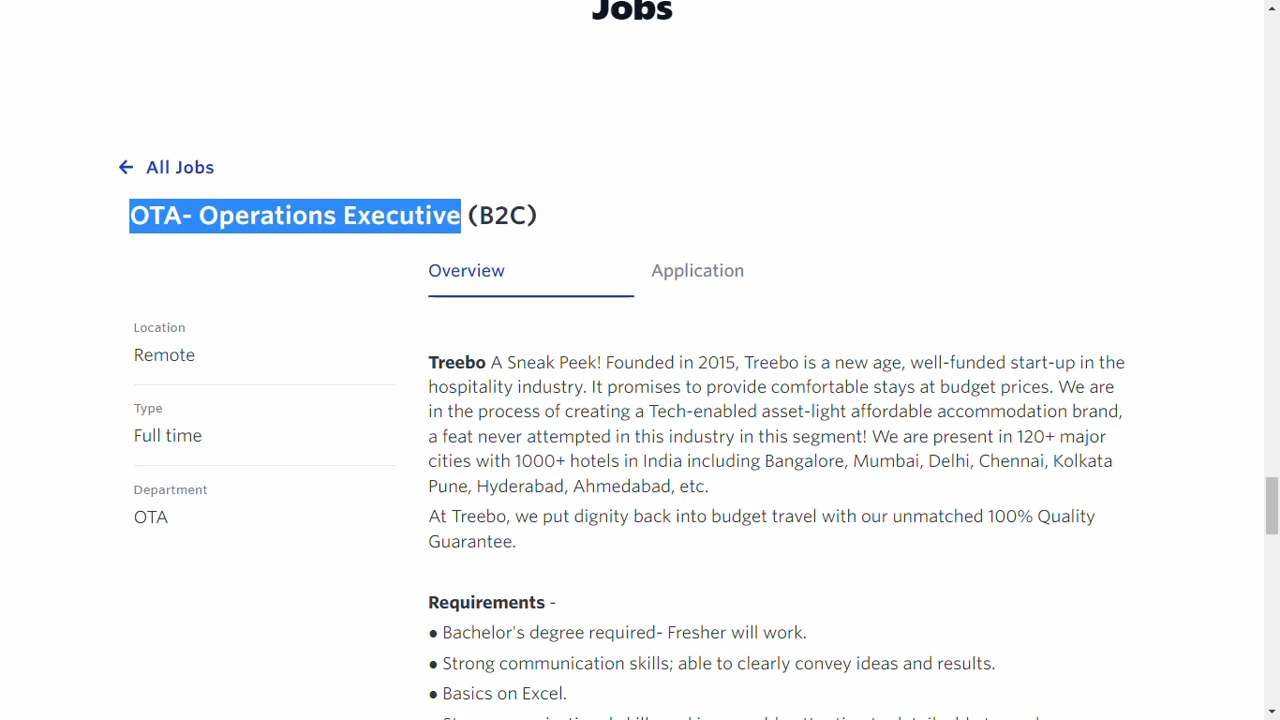 Jobs
← All Jobs
OTA- Operations Executive (B2C)
Overview
Application
Location
Remote
Type
Full time
Department
OTA
Treebo A Sneak Peek! Founded in 2015, Treebo is a new age, well-funded start-up in the
hospitality industry. It promises to provide comfortable stays at budget prices. We are
in the process of creating a Tech-enabled asset-light affordable accommodation brand,
a feat never attempted in this industry in this segment! We are present in 120+ major
cities with 1000+ hotels in India including Bangalore, Mumbai, Delhi, Chennai, Kolkata
Pune, Hyderabad, Ahmedabad, etc.
At Treebo, we put dignity back into budget travel with our unmatched 100% Quality
Guarantee.
Requirements -
● Bachelor's degree required- Fresher will work.
● Strong communication skills; able to clearly convey ideas and results.
● Basics on Excel.